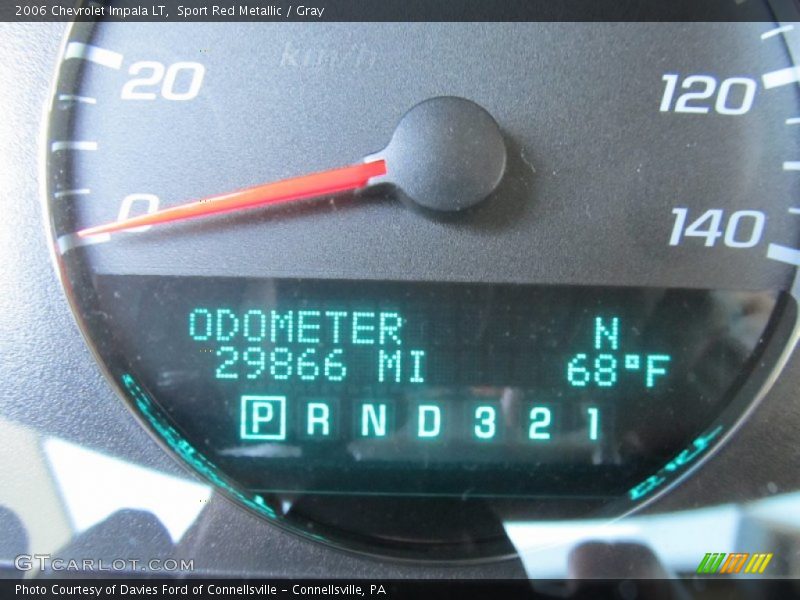 2006 Chevrolet Impala LT,  Sport Red Metallic / Gray
km/h
20
120
0
140
ODOMETER
29866 MI
N
68°F
P R N D 3 2 1
GTCARLOT.COM
Photo Courtesy of Davies Ford of Connellsville - Connellsville, PA